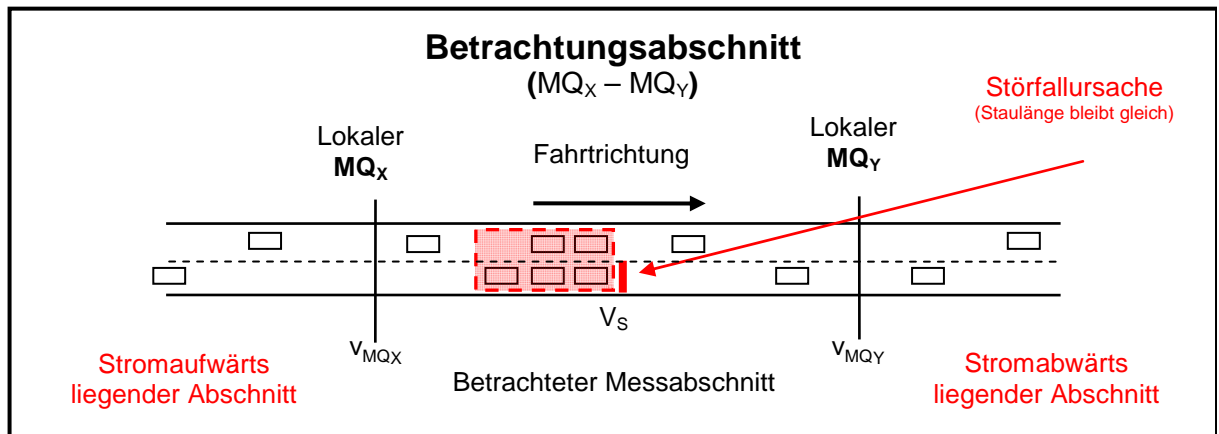 Betrachtungsabschnitt
(MQX – MQY)
Störfallursache
(Staulänge bleibt gleich)
Lokaler
MQX
Fahrtrichtung
Lokaler
MQY
VS
vMQX
vMQY
Stromaufwärts
liegender Abschnitt
Betrachteter Messabschnitt
Stromabwärts
liegender Abschnitt